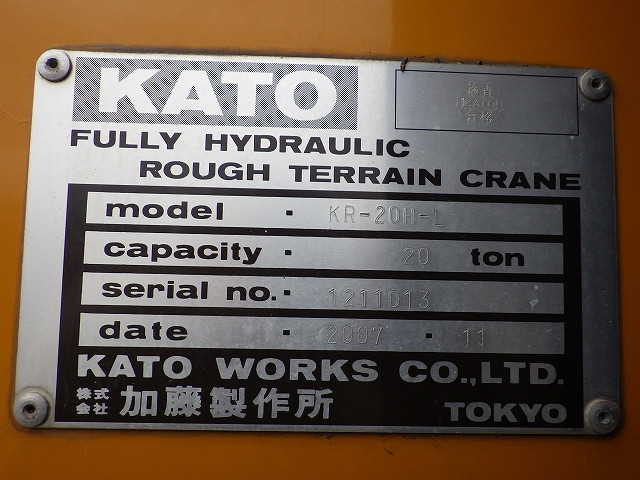 KATO
(KATO)
FULLY HYDRAULIC
ROUGH TERRAIN CRANE
model · KR-20H-L
capacity · 20 ton
serial no. · 1211013
date · 2007 · 11
KATO WORKS CO.,LTD.
株式会社 加藤製作所 TOKYO